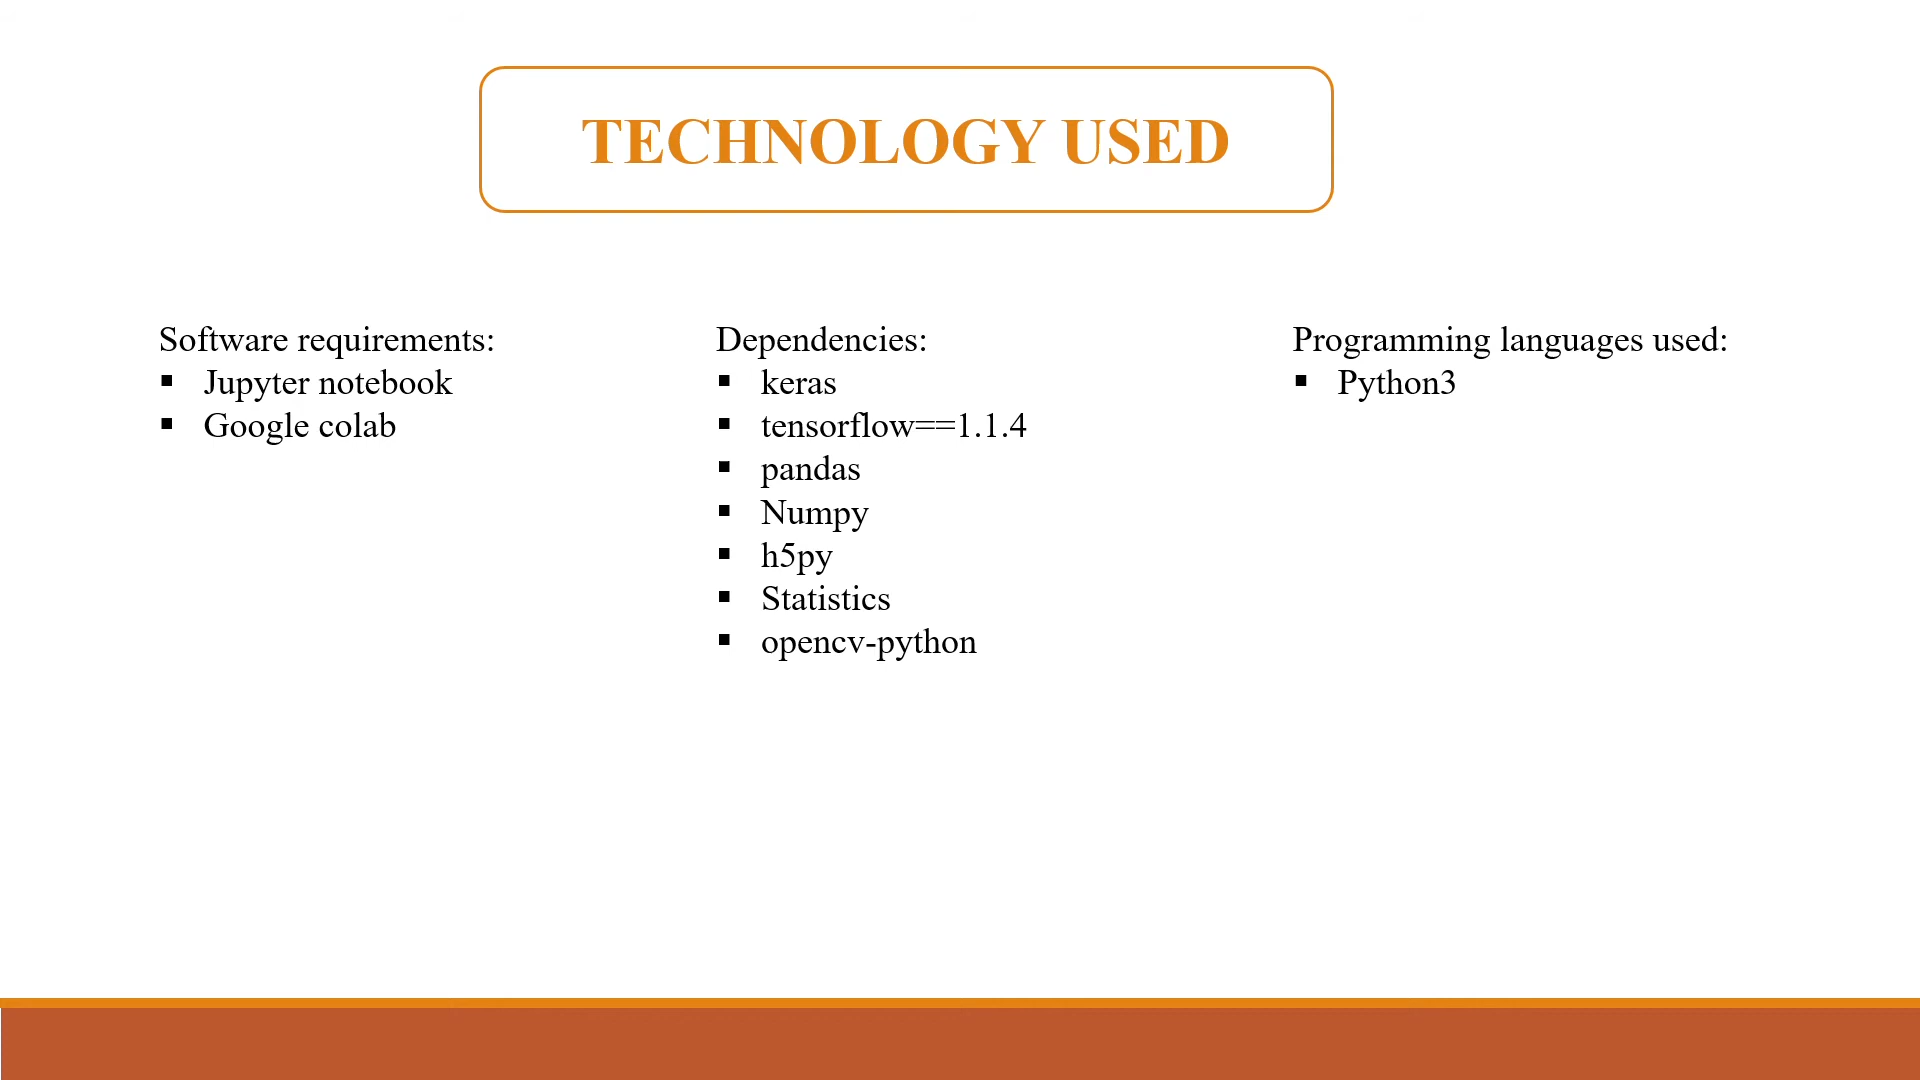 TECHNOLOGY USED
Software requirements:
▪ Jupyter notebook
▪ Google colab
Dependencies:
▪ keras
▪ tensorflow==1.1.4
▪ pandas
▪ Numpy
▪ h5py
▪ Statistics
▪ opencv-python
Programming languages used:
▪ Python3